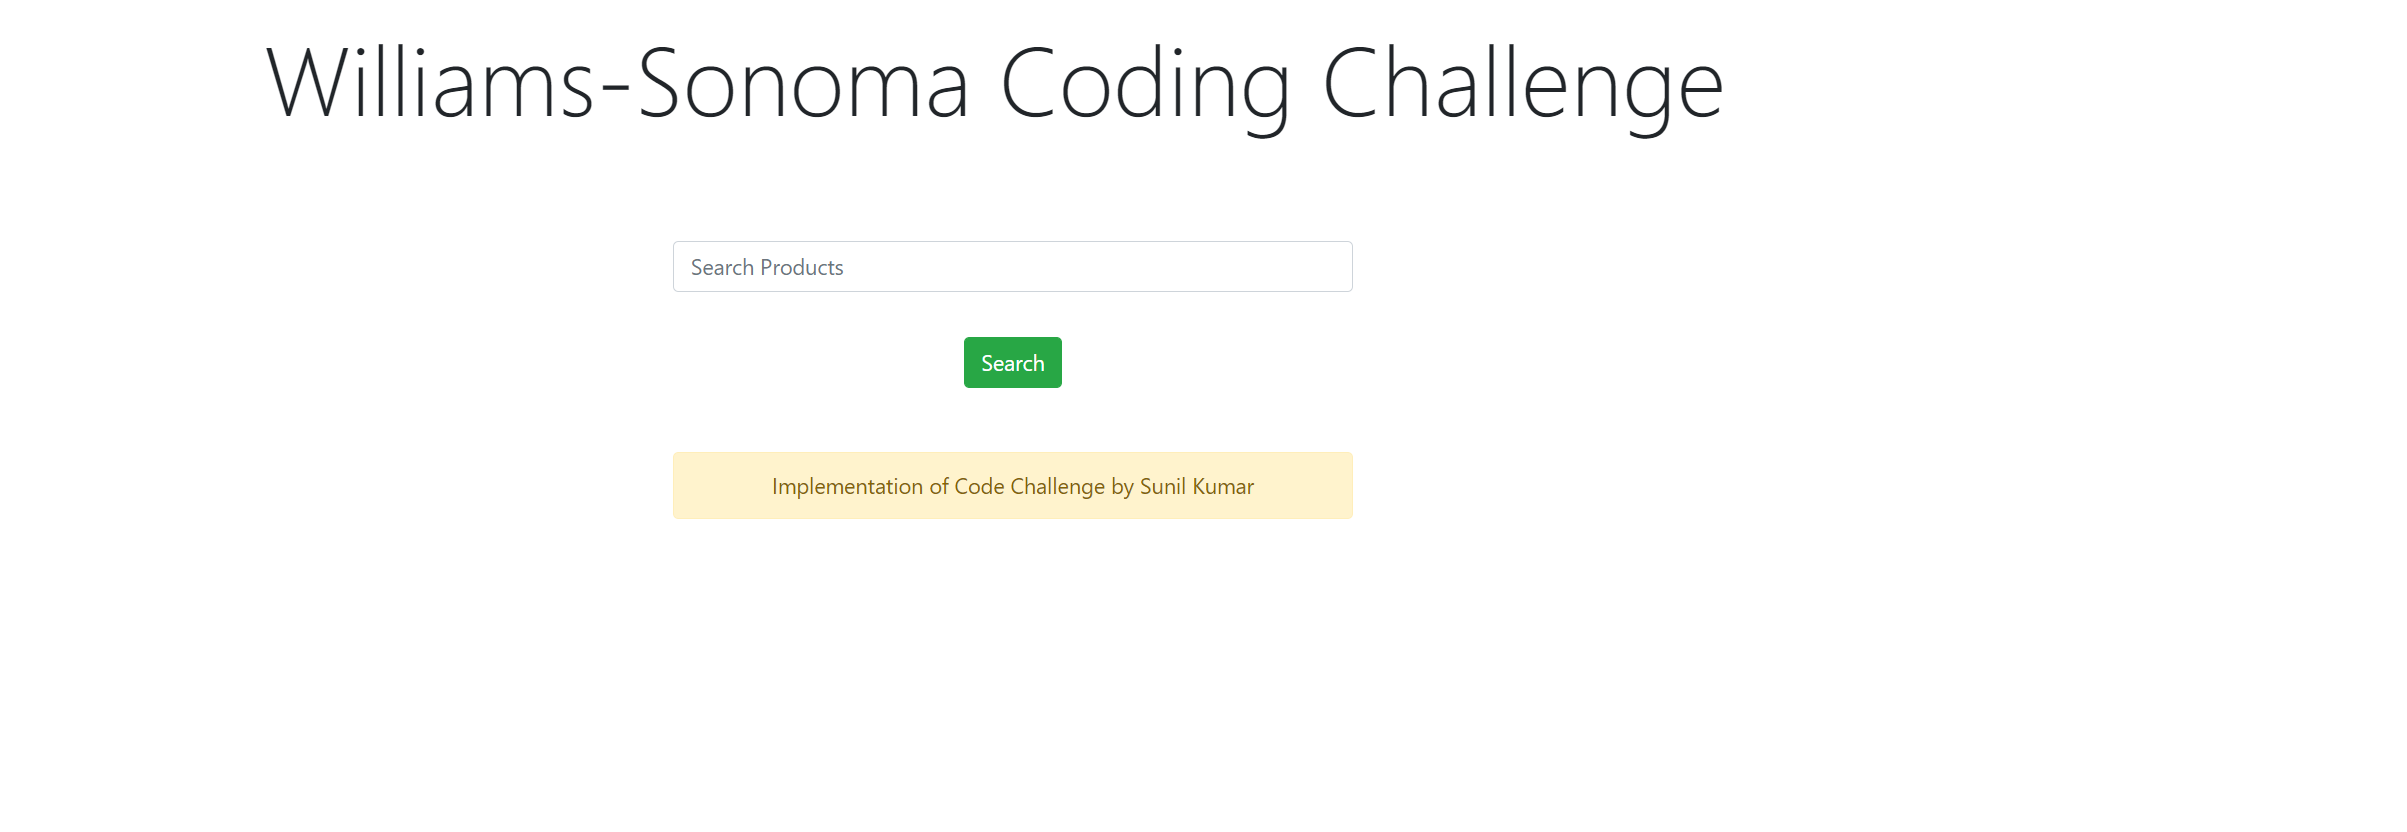 Williams-Sonoma Coding Challenge
Search Products
Search
Implementation of Code Challenge by Sunil Kumar